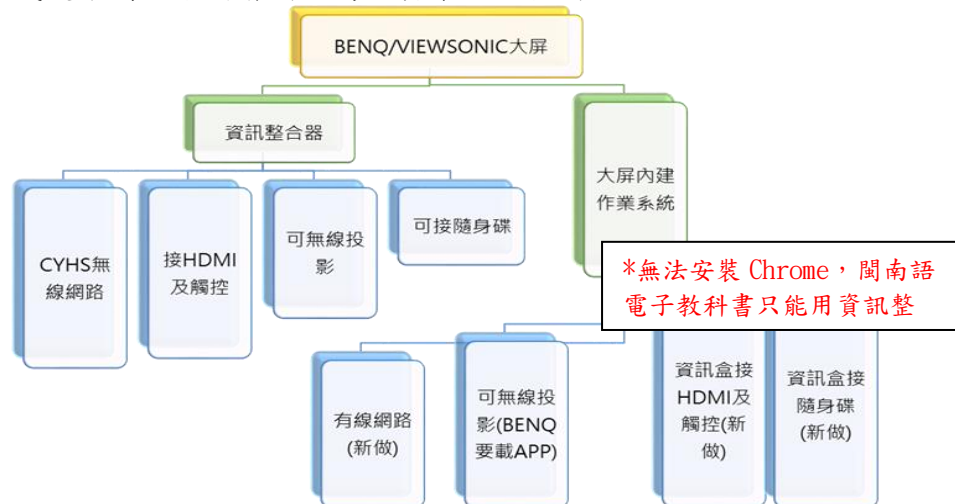 BENQ/VIEWSONIC大屏
資訊整合器
大屏內建
作業系統
CYHS無
線網路
接HDMI
及觸控
可無線投
影
可接隨身碟
*無法安裝 Chrome，閩南語
電子教科書只能用資訊整
有線網路
(新做)
可無線投
影(BENQ
要載APP)
資訊盒接
HDMI及
觸控(新
做)
資訊盒接
隨身碟
(新做)